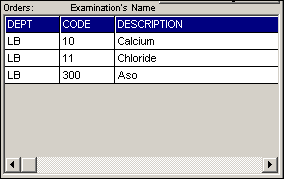 Orders: Examination's Name
DEPT CODE DESCRIPTION
LB 10 Calcium
LB 11 Chloride
LB 300 Aso